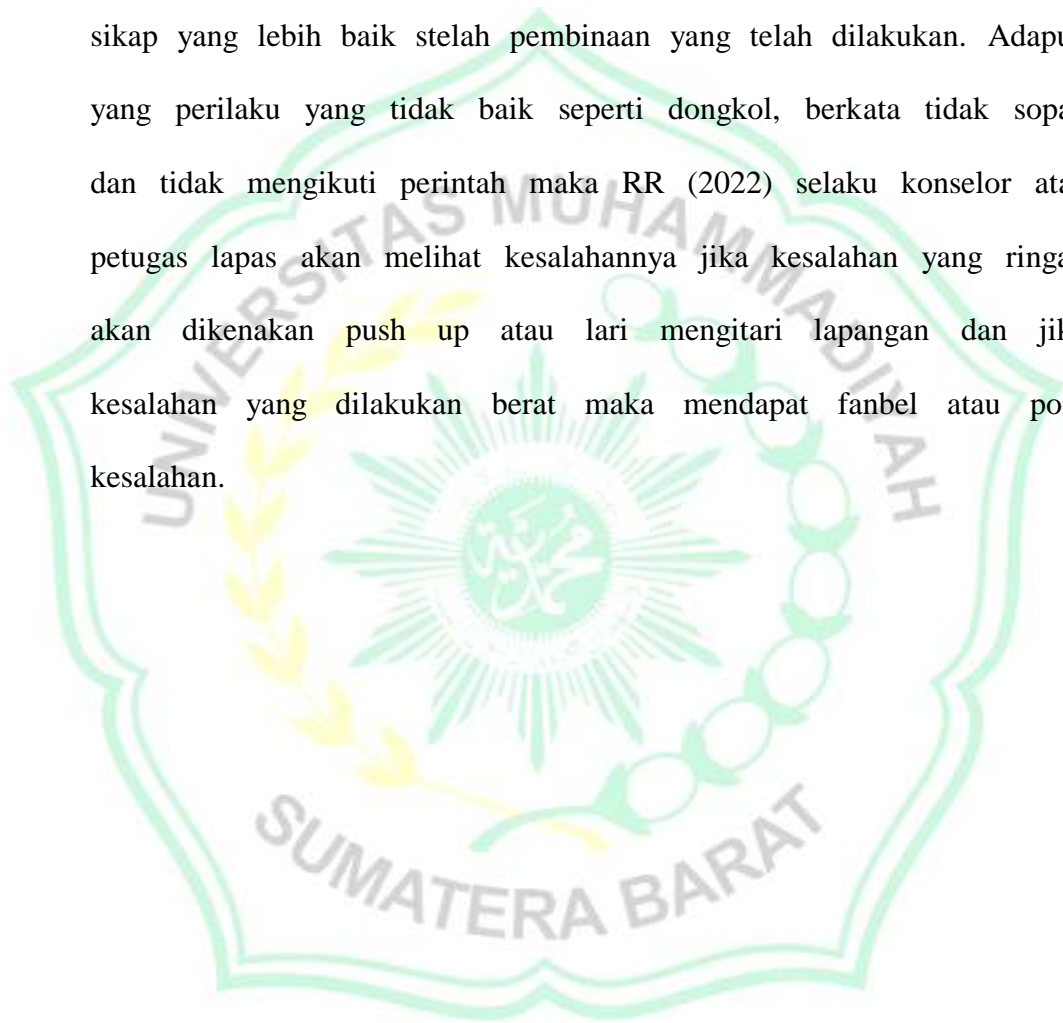 sikap yang lebih baik stelah pembinaan yang telah dilakukan. Adapu
yang perilaku yang tidak baik seperti dongkol, berkata tidak sopa
dan tidak mengikuti perintah maka RR (2022) selaku konselor ata
petugas lapas akan melihat kesalahannya jika kesalahan yang ringa
akan dikenakan push up atau lari mengitari lapangan dan jik
kesalahan yang dilakukan berat maka mendapat fanbel atau poi
kesalahan.
UNIVERSITAS MUHAMMADIYAH
SUMATERA BARAT